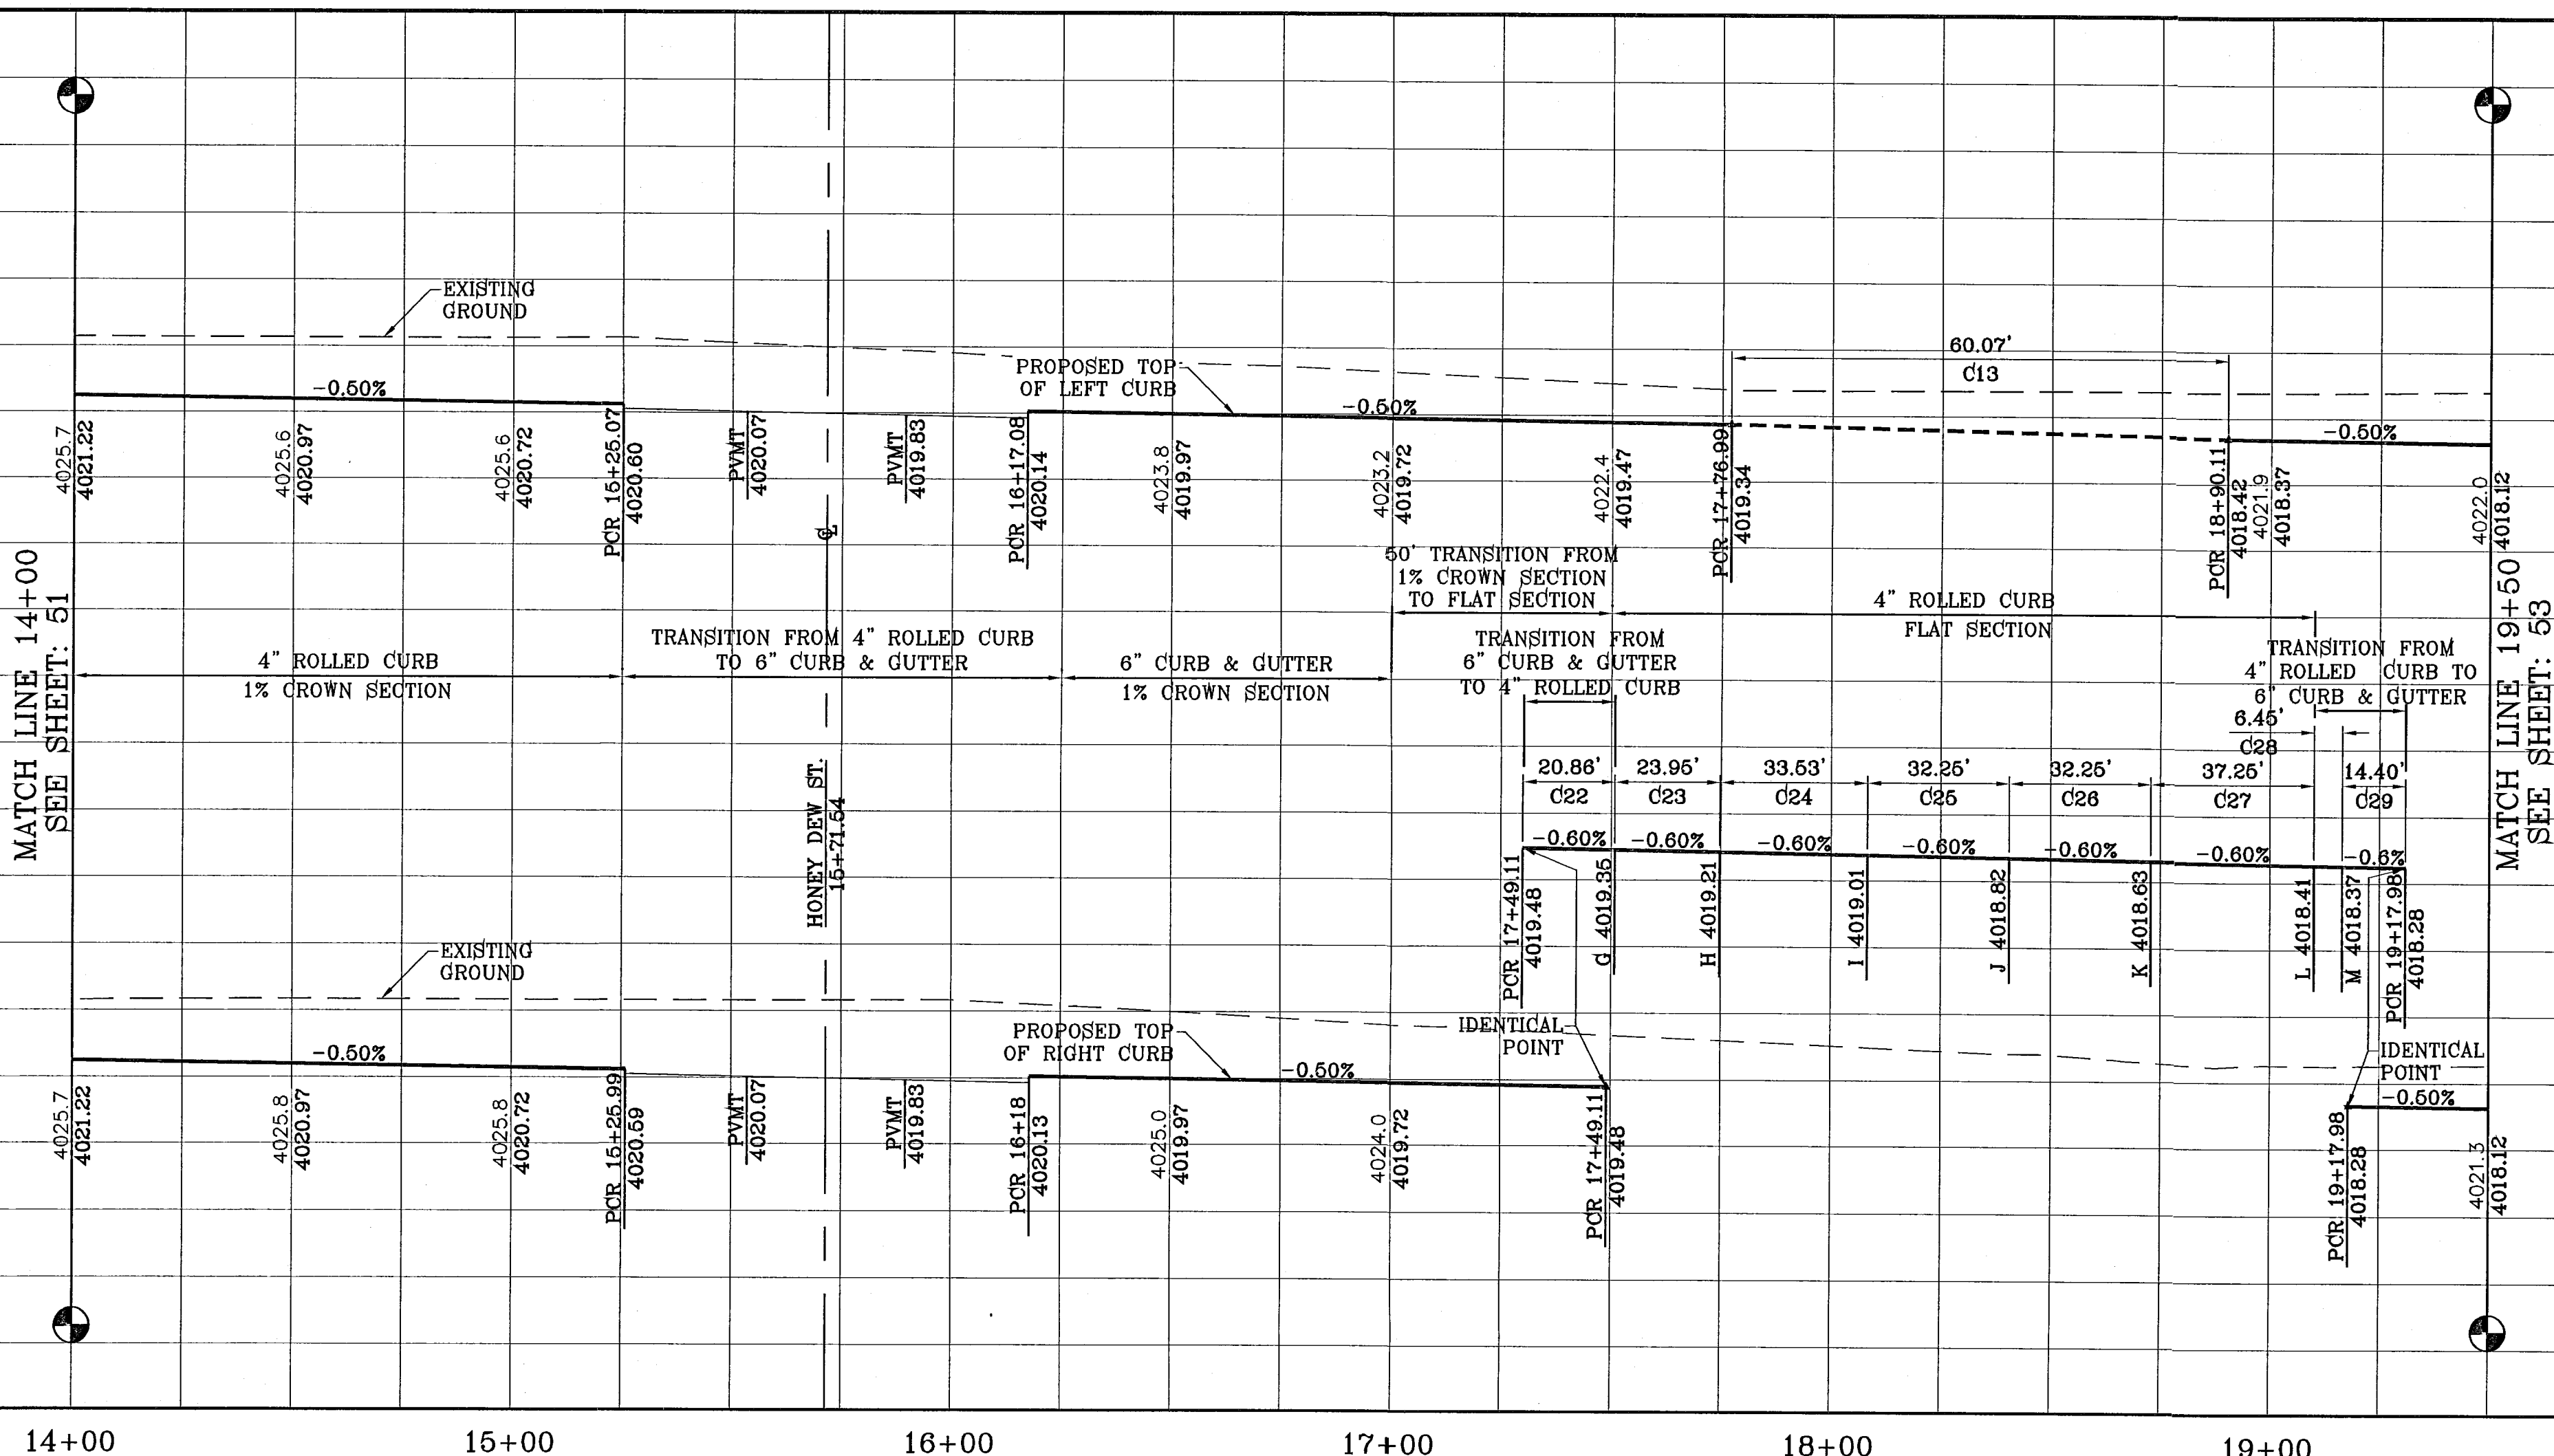 EXISTING
GROUND
-0.50%
PROPOSED TOP
OF LEFT CURB
-0.50%
60.07'
C13
-0.50%
4025.7
4021.22
4025.6
4020.97
4025.6
4020.72
PCR 15+25.07
4020.60
PVMT
4020.07
℄
PVMT
4019.83
PCR 16+17.08
4020.14
4023.8
4019.97
4023.2
4019.72
4022.4
4019.47
PCR 17+76.99
4019.34
PCR 18+90.11
4018.42
4021.9
4018.37
4022.0
4018.12
MATCH LINE 14+00
SEE SHEET: 51
4" ROLLED CURB
1% CROWN SECTION
TRANSITION FROM 4" ROLLED CURB
TO 6" CURB & GUTTER
6" CURB & GUTTER
1% CROWN SECTION
50' TRANSITION FROM
1% CROWN SECTION
TO FLAT SECTION
TRANSITION FROM
6" CURB & GUTTER
TO 4" ROLLED CURB
4" ROLLED CURB
FLAT SECTION
TRANSITION FROM
4" ROLLED CURB TO
6" CURB & GUTTER
MATCH LINE 19+50
SEE SHEET: 53
HONEY DEW ST.
15+71.54
20.86'
C22
23.95'
C23
33.53'
C24
32.25'
C25
32.25'
C26
37.25'
C27
6.45'
C28
14.40'
C29
-0.60%
-0.60%
-0.60%
-0.60%
-0.60%
-0.60%
-0.6%
PCR 17+49.11
4019.48
G 4019.35
H 4019.21
I 4019.01
J 4018.82
K 4018.63
L 4018.41
M 4018.37
PCR 19+17.98
4018.28
EXISTING
GROUND
-0.50%
PROPOSED TOP
OF RIGHT CURB
-0.50%
IDENTICAL
POINT
IDENTICAL
POINT
-0.50%
4025.7
4021.22
4025.8
4020.97
4025.8
4020.72
PCR 15+25.99
4020.59
PVMT
4020.07
PVMT
4019.83
PCR 16+18
4020.13
4025.0
4019.97
4024.0
4019.72
PCR 17+49.11
4019.48
PCR 19+17.98
4018.28
4021.3
4018.12
14+00
15+00
16+00
17+00
18+00
19+00